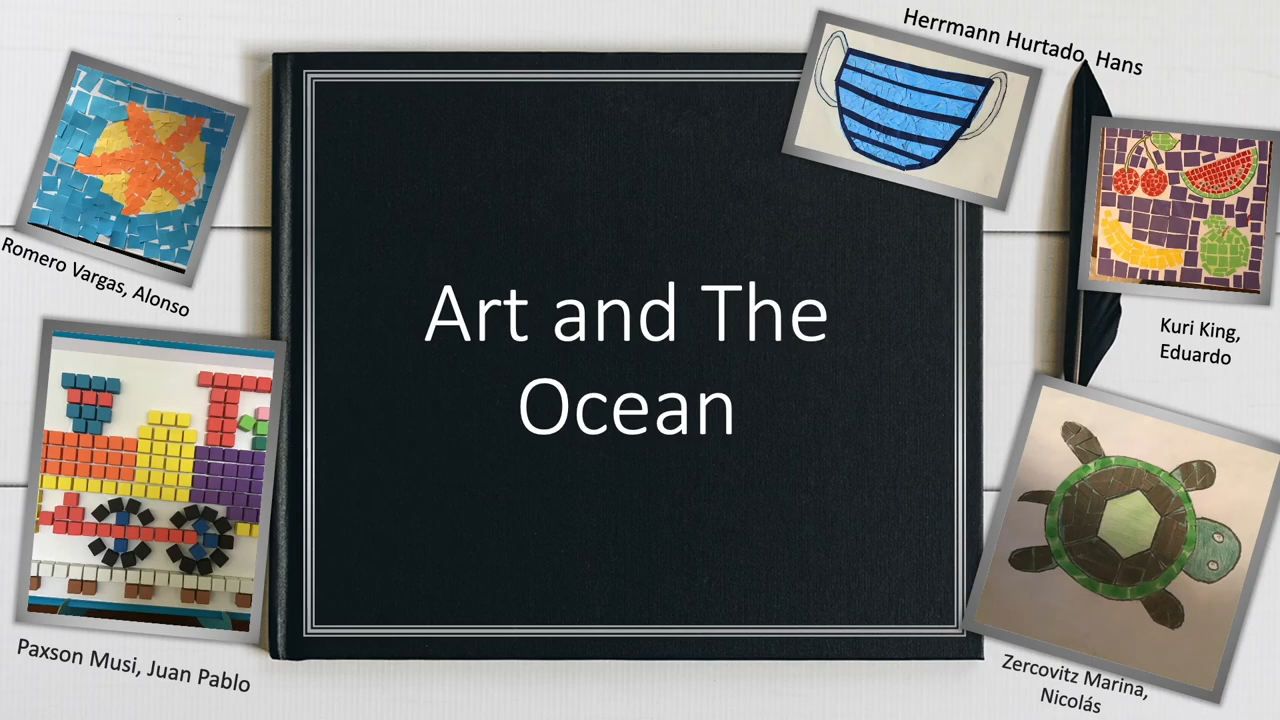 Herrmann Hurtado, Hans
Romero Vargas, Alonso
Art and The
Ocean
Kuri King,
Eduardo
Paxson Musi, Juan Pablo
Zercovitz Marina,
Nicolás